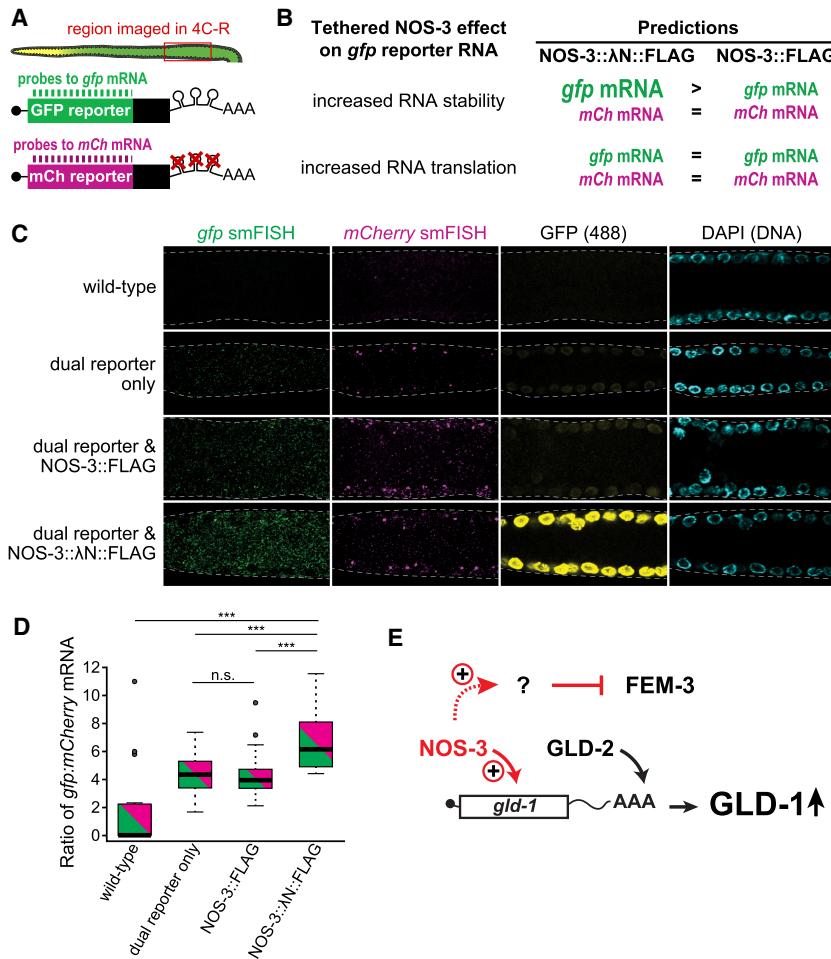 A
region imaged in 4C-R
probes to gfp mRNA
GFP reporter
AAA
probes to mCh mRNA
mCh reporter
AAA
B
Tethered NOS-3 effect
on gfp reporter RNA
Predictions
NOS-3::λN::FLAG NOS-3::FLAG
increased RNA stability
gfp mRNA > gfp mRNA
mCh mRNA = mCh mRNA
increased RNA translation
gfp mRNA = gfp mRNA
mCh mRNA = mCh mRNA
C
gfp smFISH mCherry smFISH GFP (488) DAPI (DNA)
wild-type
dual reporter
only
dual reporter &
NOS-3::FLAG
dual reporter &
NOS-3::λN::FLAG
D
***
***
***
n.s.
Ratio of gfp:mCherry mRNA
12
10
8
6
4
2
0
wild-type
dual reporter only
NOS-3::FLAG
NOS-3::λN::FLAG
E
+
? FEM-3
NOS-3 GLD-2
+
gld-1 AAA GLD-1